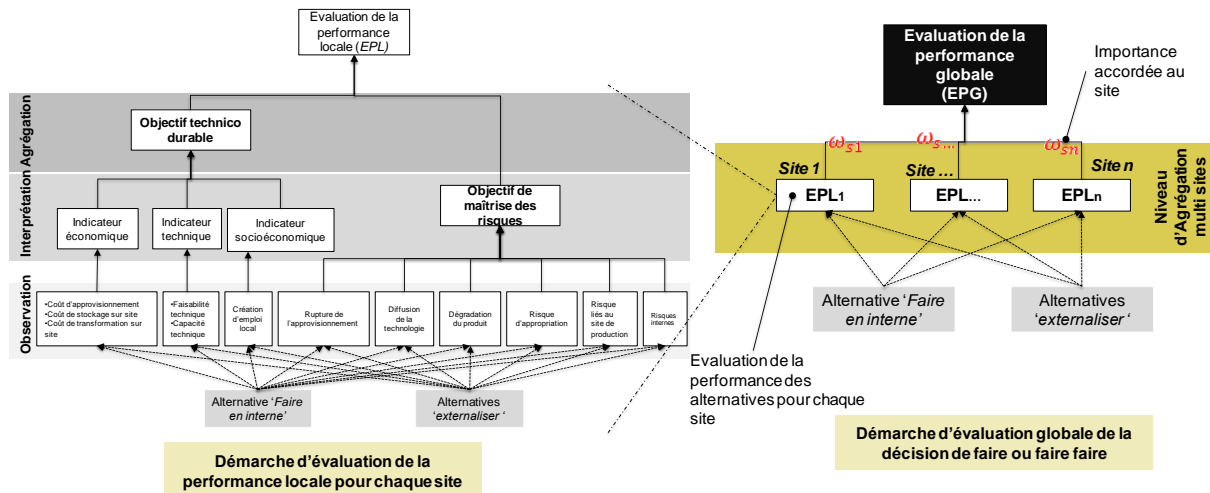 Evaluation de la
performance
locale (EPL)
Agrégation
Objectif technico
durable
Interprétation
Indicateur
économique
Indicateur
technique
Indicateur
socioéconomique
Objectif de
maîtrise des
risques
Observation
•Coût d'approvisionnement
•Coût de stockage sur site
•Coût de transformation sur
site
•Faisabilité
technique
•Capacité
technique
Création
d'emploi
local
Rupture de
l'approvisionnement
Diffusion de
la
technologie
Dégradation
du produit
Risque
d'appropriation
Risque
liés au
site de
production
Risques
internes
Alternative 'Faire
en interne'
Alternatives
'externaliser '
Démarche d'évaluation de la
performance locale pour chaque site
Evaluation de la
performance
globale
(EPG)
Importance
accordée au
site
ωs1
ωs...
ωsn
Site 1
Site ...
Site n
EPL1
EPL...
EPLn
Niveau
d'Agrégation
multi sites
Alternative 'Faire
en interne'
Alternatives
'externaliser '
Evaluation de la
performance des
alternatives pour chaque
site
Démarche d'évaluation globale de la
décision de faire ou faire faire